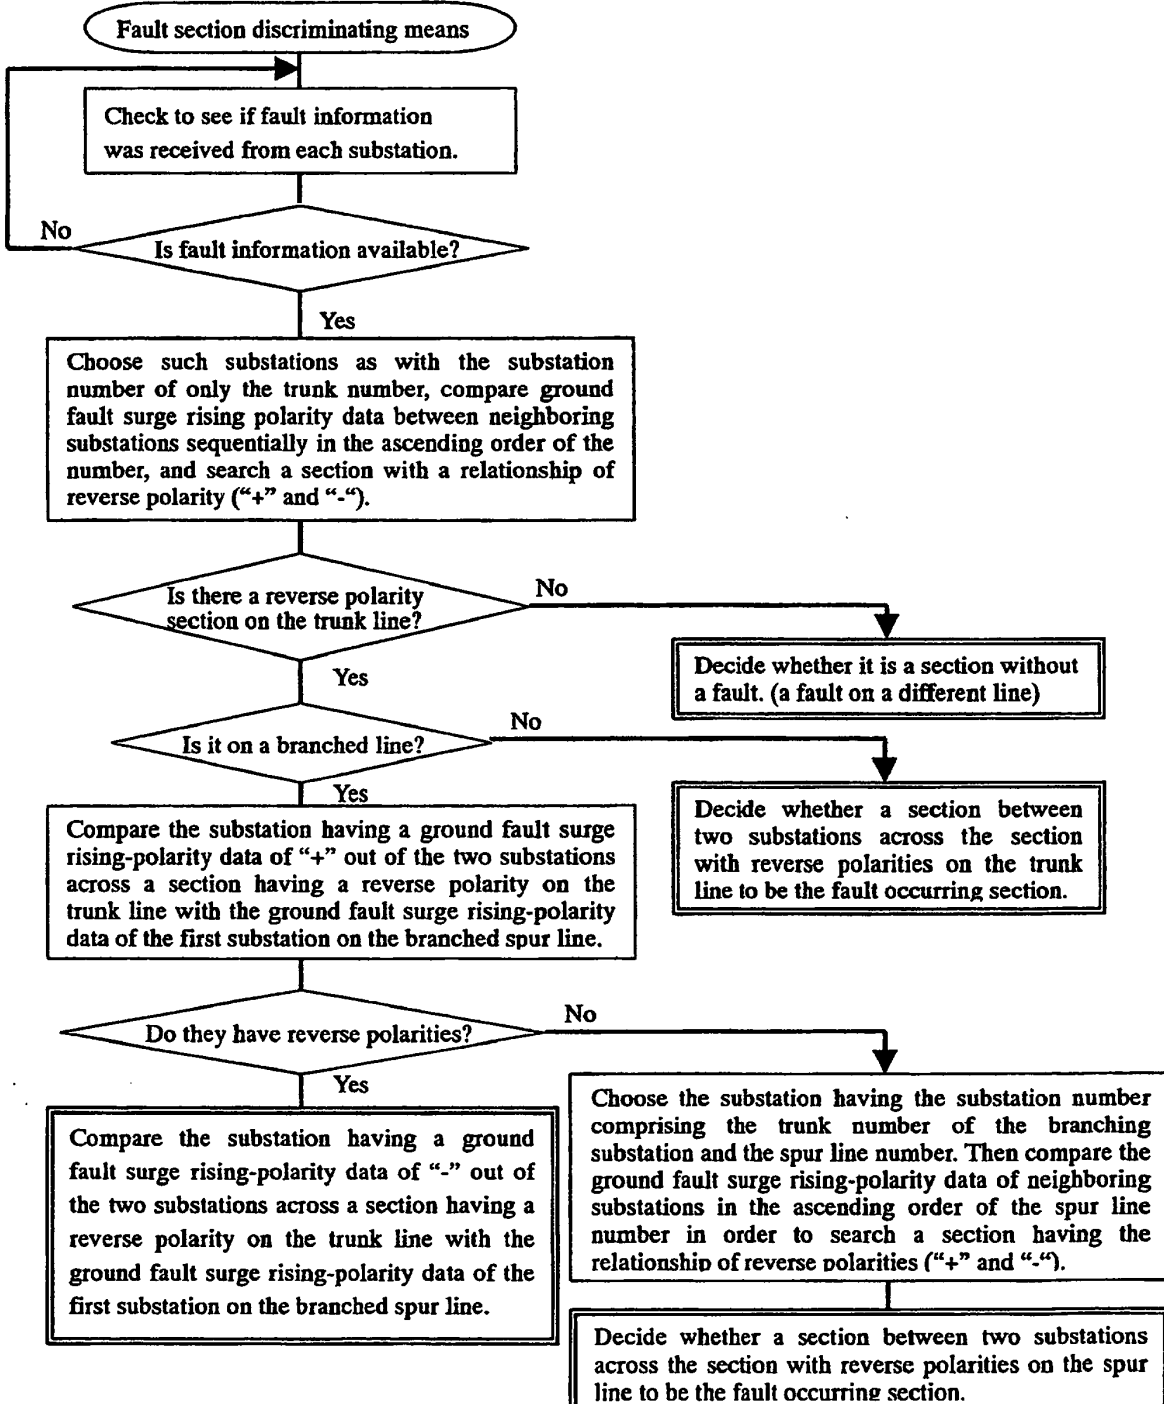 Fault section discriminating means
Check to see if fault information
was received from each substation.
No
Is fault information available?
Yes
Choose such substations as with the substation
number of only the trunk number, compare ground
fault surge rising polarity data between neighboring
substations sequentially in the ascending order of the
number, and search a section with a relationship of
reverse polarity (“+” and “-“).
Is there a reverse polarity
section on the trunk line?
No
Decide whether it is a section without
a fault. (a fault on a different line)
Yes
Is it on a branched line?
No
Decide whether a section between
two substations across the section
with reverse polarities on the trunk
line to be the fault occurring section.
Yes
Compare the substation having a ground fault surge
rising-polarity data of “+” out of the two substations
across a section having a reverse polarity on the
trunk line with the ground fault surge rising-polarity
data of the first substation on the branched spur line.
Do they have reverse polarities?
No
Yes
Compare the substation having a ground
fault surge rising-polarity data of “-” out of
the two substations across a section having a
reverse polarity on the trunk line with the
ground fault surge rising-polarity data of the
first substation on the branched spur line.
Choose the substation having the substation number
comprising the trunk number of the branching
substation and the spur line number. Then compare the
ground fault surge rising-polarity data of neighboring
substations in the ascending order of the spur line
number in order to search a section having the
relationship of reverse polarities (“+” and “-“).
Decide whether a section between two substations
across the section with reverse polarities on the spur
line to be the fault occurring section.